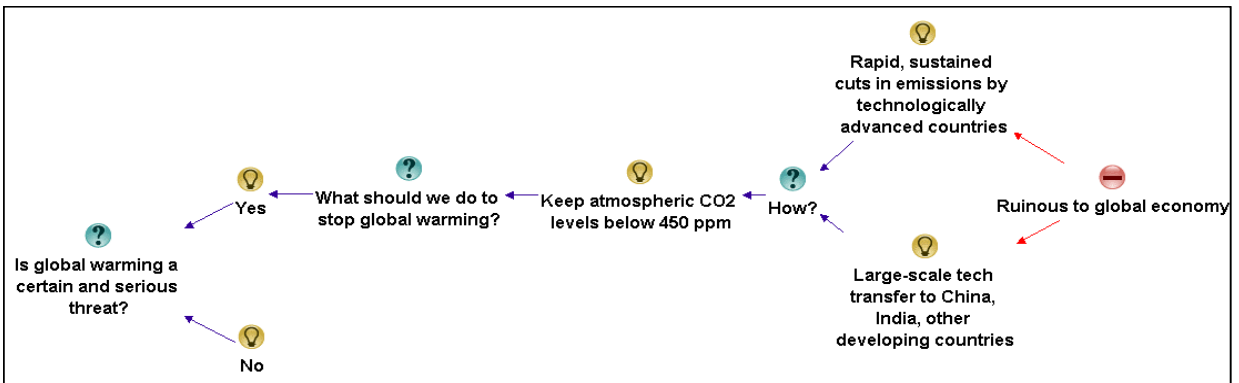 Is global warming a
certain and serious
threat?
Yes
No
What should we do to
stop global warming?
Keep atmospheric CO2
levels below 450 ppm
How?
Rapid, sustained
cuts in emissions by
technologically
advanced countries
Large-scale tech
transfer to China,
India, other
developing countries
Ruinous to global economy